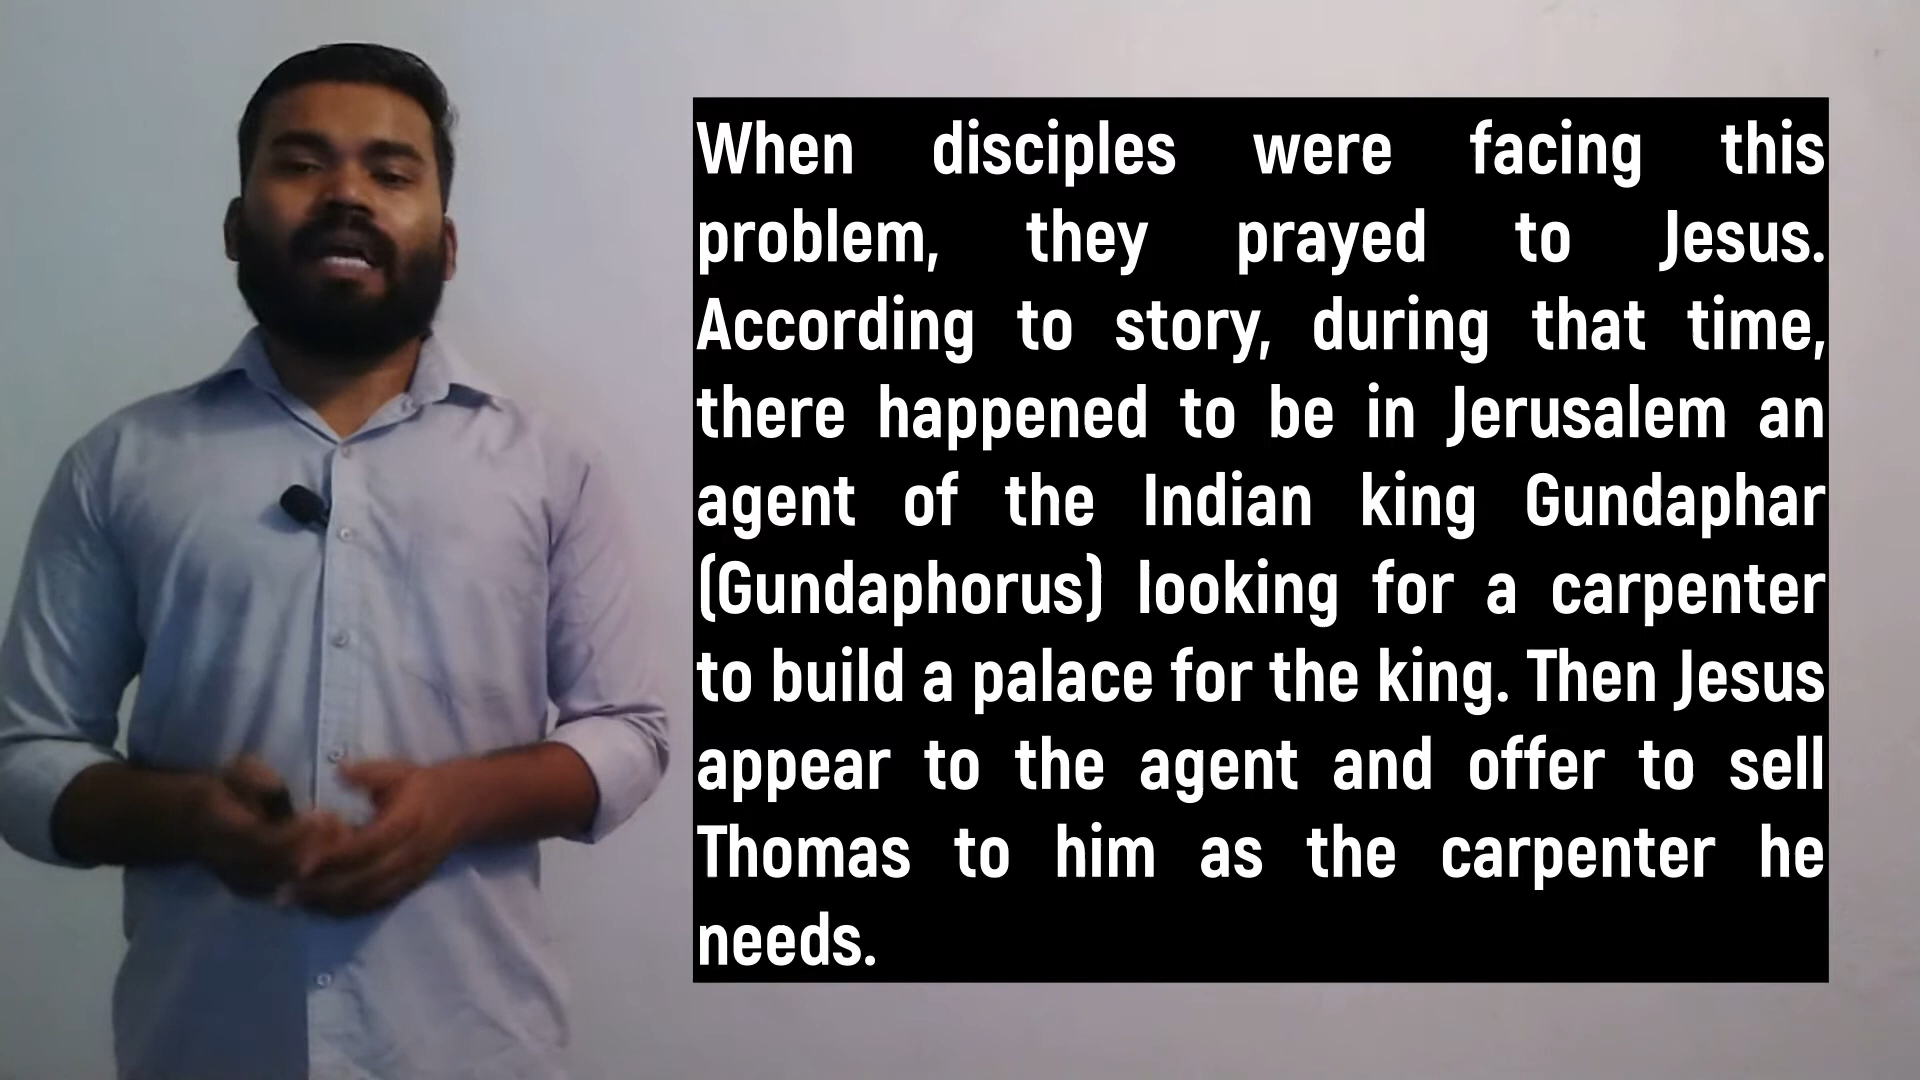 When disciples were facing this
problem, they prayed to Jesus.
According to story, during that time,
there happened to be in Jerusalem an
agent of the Indian king Gundaphar
(Gundaphorus) looking for a carpenter
to build a palace for the king. Then Jesus
appear to the agent and offer to sell
Thomas to him as the carpenter he
needs.